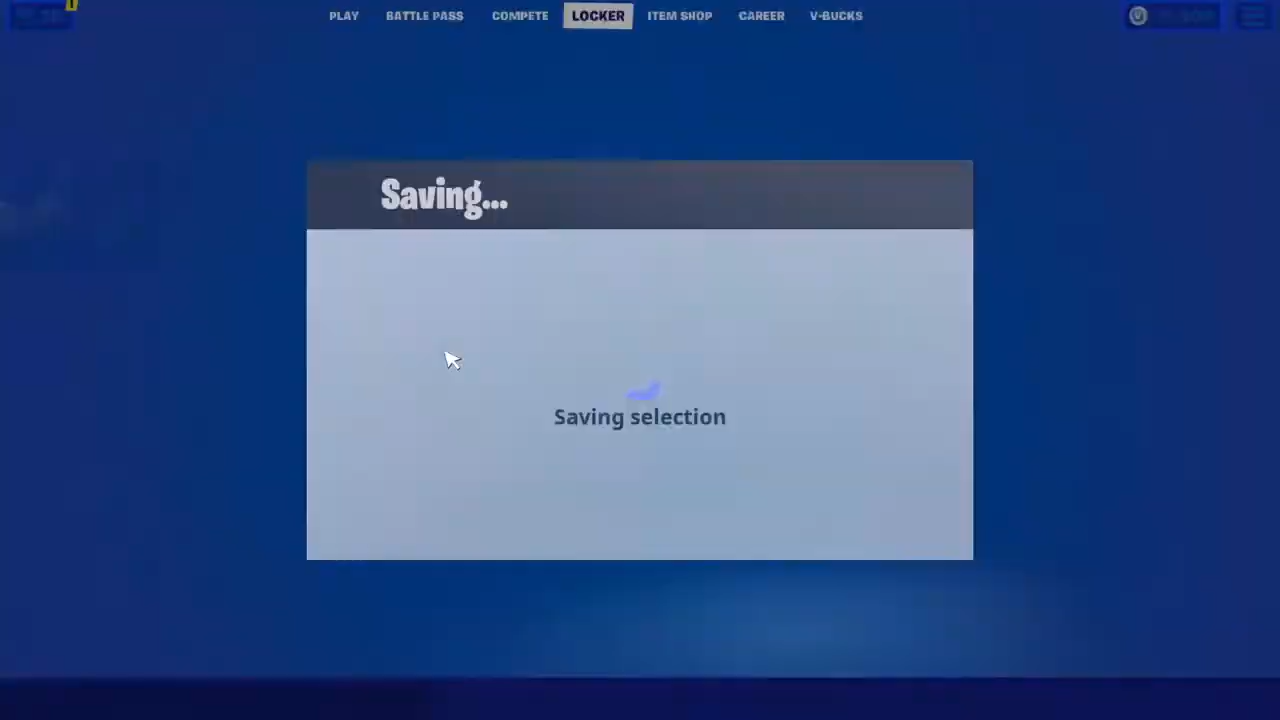 PLAY BATTLE PASS COMPETE LOCKER ITEM SHOP CAREER V-BUCKS
Saving...
Saving selection